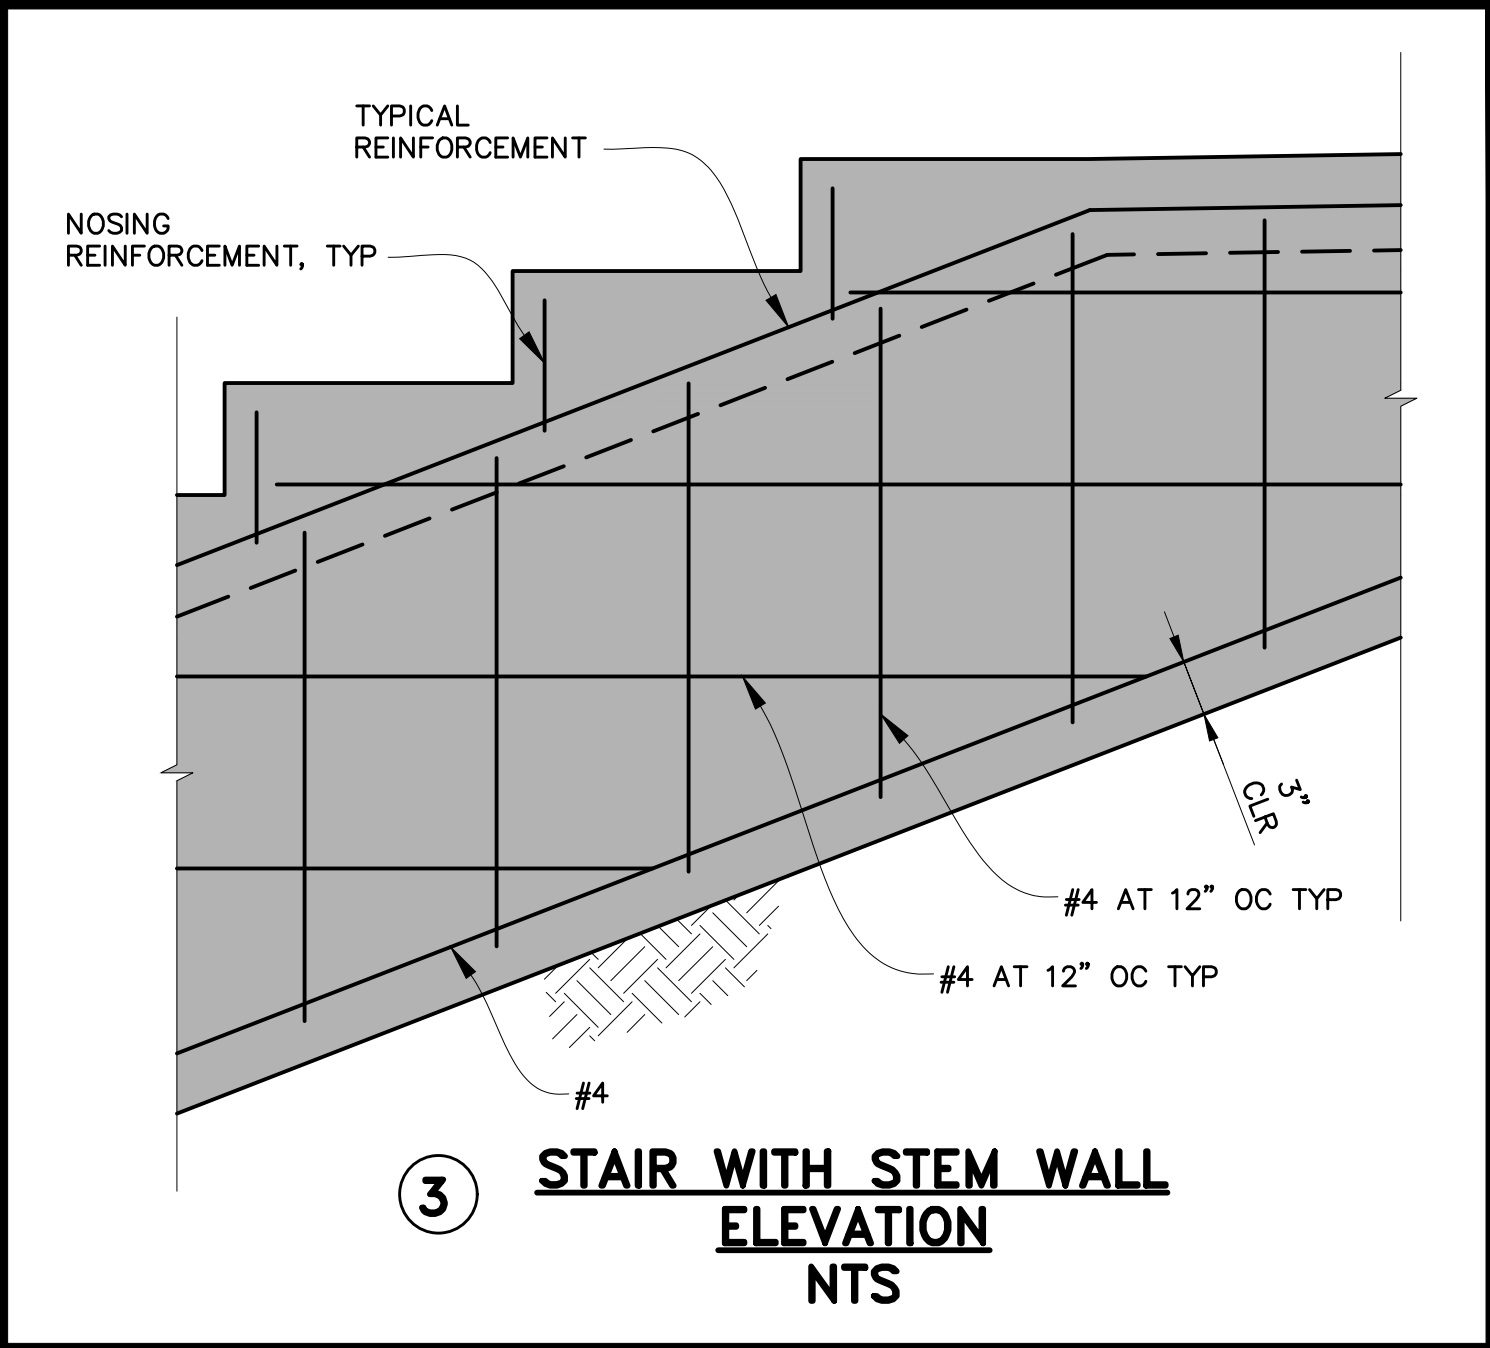 TYPICAL
REINFORCEMENT
NOSING
REINFORCEMENT, TYP
3”
CLR
#4 AT 12” OC TYP
#4 AT 12” OC TYP
#4
3
STAIR WITH STEM WALL
ELEVATION
NTS